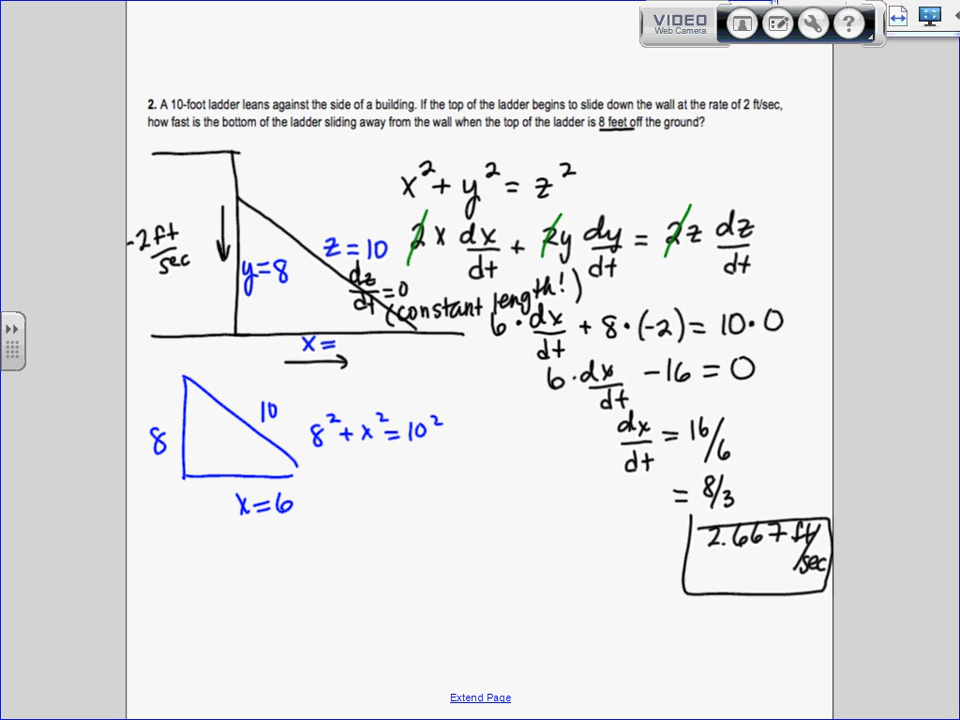 VIDEO
Web Camera
2. A 10-foot ladder leans against the side of a building. If the top of the ladder begins to slide down the wall at the rate of 2 ft/sec,
how fast is the bottom of the ladder sliding away from the wall when the top of the ladder is 8 feet off the ground?
x² + y² = z²
2x dx/dt + 2y dy/dt = 2z dz/dt
-2 ft/sec
y=8
z=10
dz/dt = 0
(constant length!)
x=
6 · dx/dt + 8 · (-2) = 10 · 0
6 · dx/dt - 16 = 0
dx/dt = 16/6
= 8/3
2.667 ft/sec
8
10
x=6
8² + x² = 10²
Extend Page